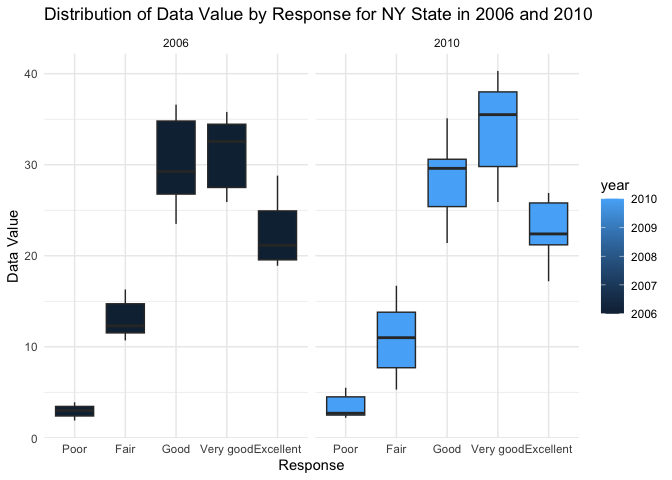 Distribution of Data Value by Response for NY State in 2006 and 2010
2006
2010
40
30
20
10
0
Data Value
Poor
Fair
Good
Very good
Excellent
Poor
Fair
Good
Very good
Excellent
Response
year
2010
2009
2008
2007
2006